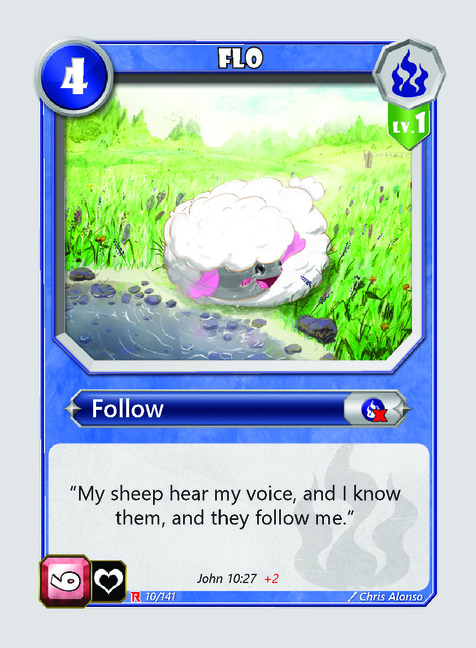 FLO
4
LV.1
Follow
“My sheep hear my voice, and I know
them, and they follow me.”
John 10:27 +2
6
R 10/141
Chris Alonso